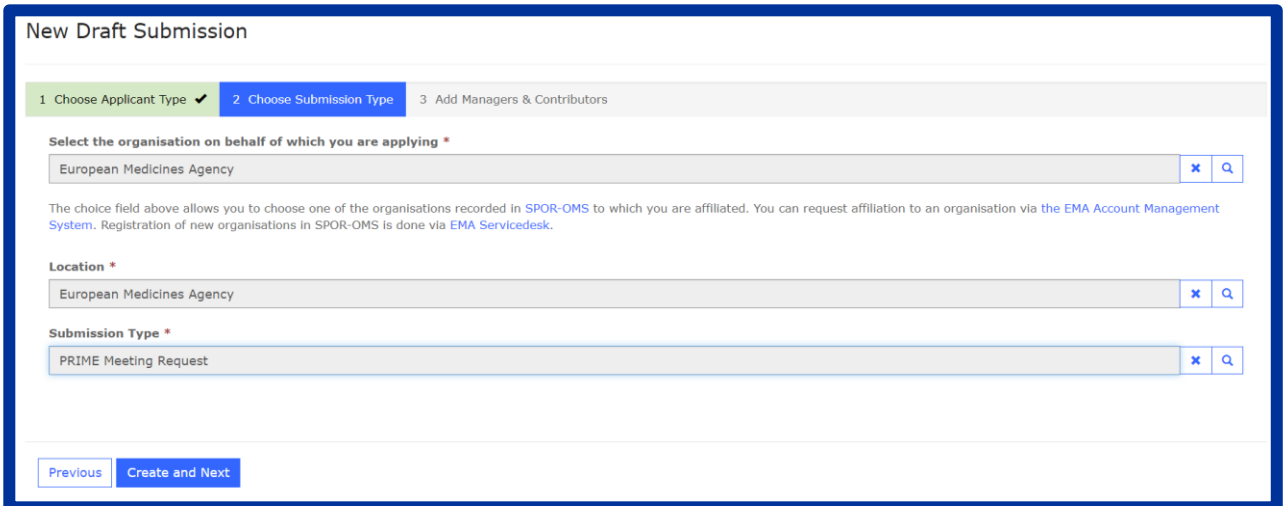 New Draft Submission
1 Choose Applicant Type ✔ 2 Choose Submission Type 3 Add Managers & Contributors
Select the organisation on behalf of which you are applying *
European Medicines Agency
The choice field above allows you to choose one of the organisations recorded in SPOR-OMS to which you are affiliated. You can request affiliation to an organisation via the EMA Account Management
System. Registration of new organisations in SPOR-OMS is done via EMA Servicedesk.
Location *
European Medicines Agency
Submission Type *
PRIME Meeting Request
Previous Create and Next